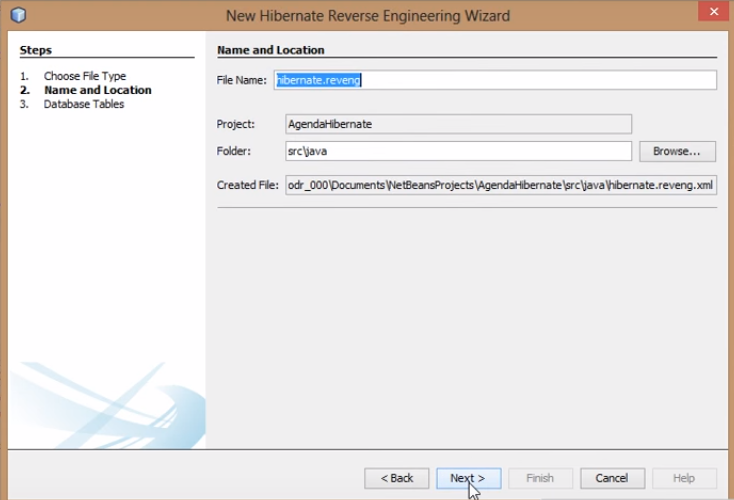 New Hibernate Reverse Engineering Wizard
Steps
1. Choose File Type
2. Name and Location
3. Database Tables
Name and Location
File Name: hibernate.reveng
Project: AgendaHibernate
Folder: src\java Browse...
Created File: odr_000\Documents\NetBeansProjects\AgendaHibernate\src\java\hibernate.reveng.xml
< Back Next > Finish Cancel Help